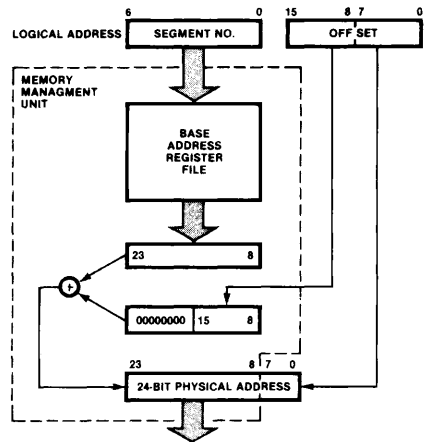 6 0 15 8 7 0
LOGICAL ADDRESS SEGMENT NO. OFF SET
MEMORY
MANAGMENT
UNIT
BASE
ADDRESS
REGISTER
FILE
23 8
+
00000000 15 8
23 8 7 0
24-BIT PHYSICAL ADDRESS